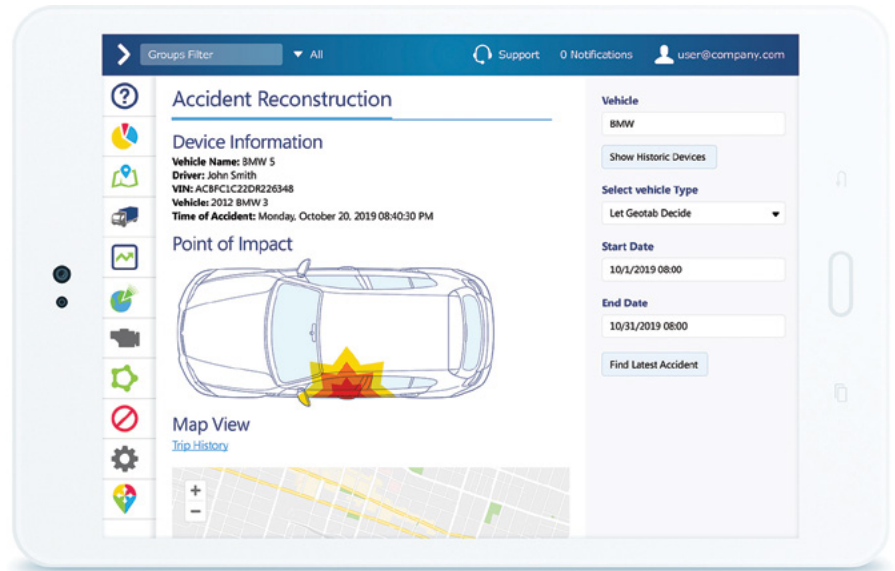 Groups Filter
All
Support
0 Notifications
user@company.com
Accident Reconstruction
Device Information
Vehicle Name: BMW 5
Driver: John Smith
VIN: ACBFC1C22DR226348
Vehicle: 2012 BMW 3
Time of Accident: Monday, October 20, 2019 08:40:30 PM
Point of Impact
Map View
Trip History
+
−
Vehicle
BMW
Show Historic Devices
Select vehicle Type
Let Geotab Decide
Start Date
10/1/2019 08:00
End Date
10/31/2019 08:00
Find Latest Accident